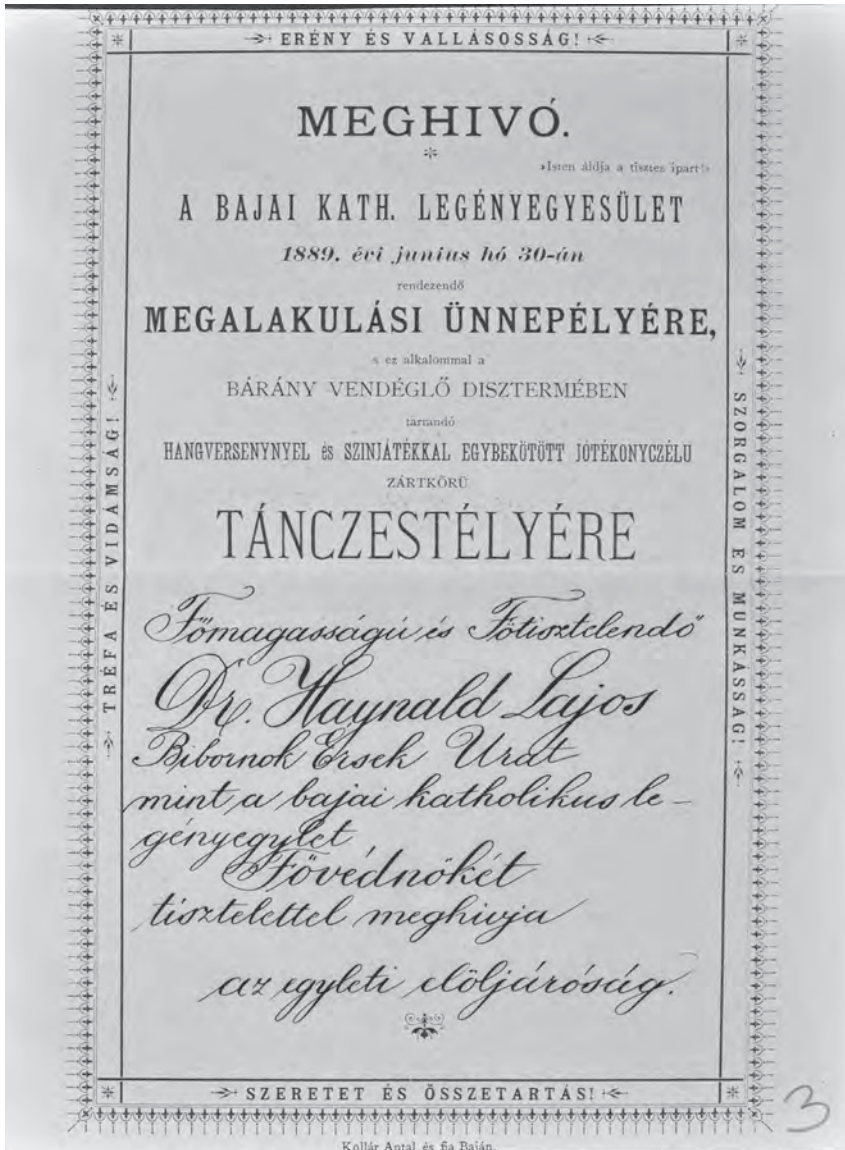 ERÉNY ÉS VALLÁSOSSÁG!
MEGHIVÓ.
»Isten áldja a tisztes ipart!«
A BAJAI KATH. LEGÉNYEGYESÜLET
1889. évi junius hó 30-án
rendezendő
MEGALAKULÁSI ÜNNEPÉLYÉRE,
s ez alkalommal a
BÁRÁNY VENDÉGLŐ DISZTERMÉBEN
tartandó
HANGVERSENYNYEL és SZINJÁTÉKKAL EGYBEKÖTÖTT JÓTÉKONYCZÉLU
ZÁRTKÖRÜ
TÁNCZESTÉLYÉRE
Főmagasságú és Főtisztelendő
Dr. Haynald Lajos
Bibornok Érsek Urat
mint a bajai katholikus le-
gényegylet
Fővédnökét
tisztelettel meghivja
az egyleti elöljáróság.
TRÉFA ÉS VIDÁMSÁG!
SZORGALOM ÉS MUNKÁSSÁG!
SZERETET ÉS ÖSSZETARTÁS!
3
Kollár Antal és fia Baján.